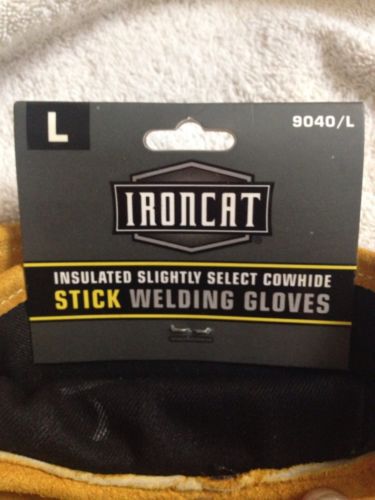 L
9040/L
IRONCAT
INSULATED SLIGHTLY SELECT COWHIDE
STICK WELDING GLOVES